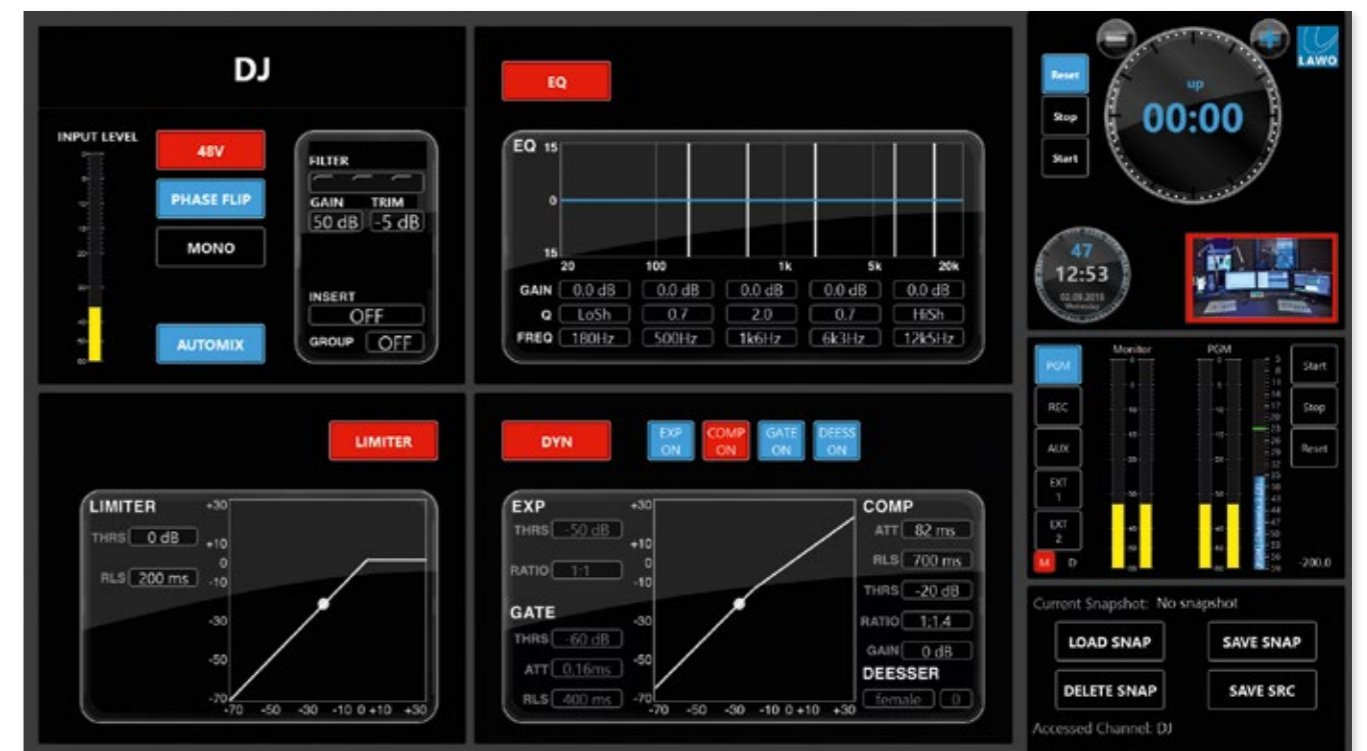 DJ
INPUT LEVEL
48V
PHASE FLIP
MONO
AUTOMIX
FILTER
GAIN TRIM
50 dB -5 dB
INSERT
OFF
GROUP OFF
EQ
EQ 15
0
15
20 100 1k 5k 20k
GAIN 0.0 dB 0.0 dB 0.0 dB 0.0 dB 0.0 dB
Q LoSh 0.7 2.0 0.7 HiSh
FREQ 180Hz 500Hz 1k6Hz 6k3Hz 12k5Hz
LIMITER
LIMITER
THRS 0 dB
RLS 200 ms
+30
+10
0
-10
-30
-50
-70
-70 -50 -30 -10 0 +10 +30
DYN
EXP ON
COMP ON
GATE ON
DEESS ON
EXP
THRS -50 dB
RATIO 1:1
GATE
THRS -60 dB
ATT 0.16ms
RLS 400 ms
+30
+10
0
-10
-30
-50
-70
-70 -50 -30 -10 0 +10 +30
COMP
ATT 82 ms
RLS 700 ms
THRS -20 dB
RATIO 1:1.4
GAIN 0 dB
DEESSER
female 0
Reset
Stop
Start
up
00:00
LAWO
47
12:53
02.09.2015
Wednesday
PGM
REC
AUX
EXT
1
EXT
2
M D
Monitor PGM
Start
Stop
Reset
-200.0
Current Snapshot: No snapshot
LOAD SNAP SAVE SNAP
DELETE SNAP SAVE SRC
Accessed Channel: DJ